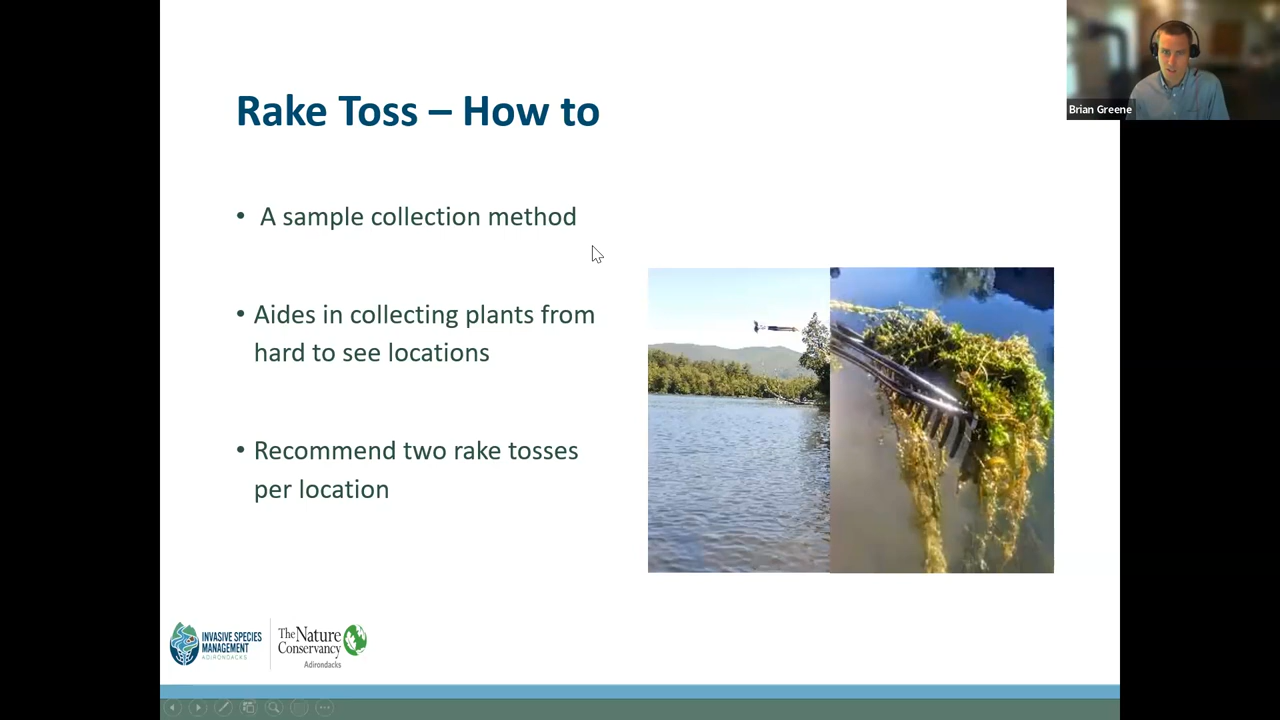 Rake Toss – How to
Brian Greene
• A sample collection method
• Aides in collecting plants from
hard to see locations
• Recommend two rake tosses
per location
INVASIVE SPECIES
MANAGEMENT
ADIRONDACKS
The Nature
Conservancy
Adirondacks